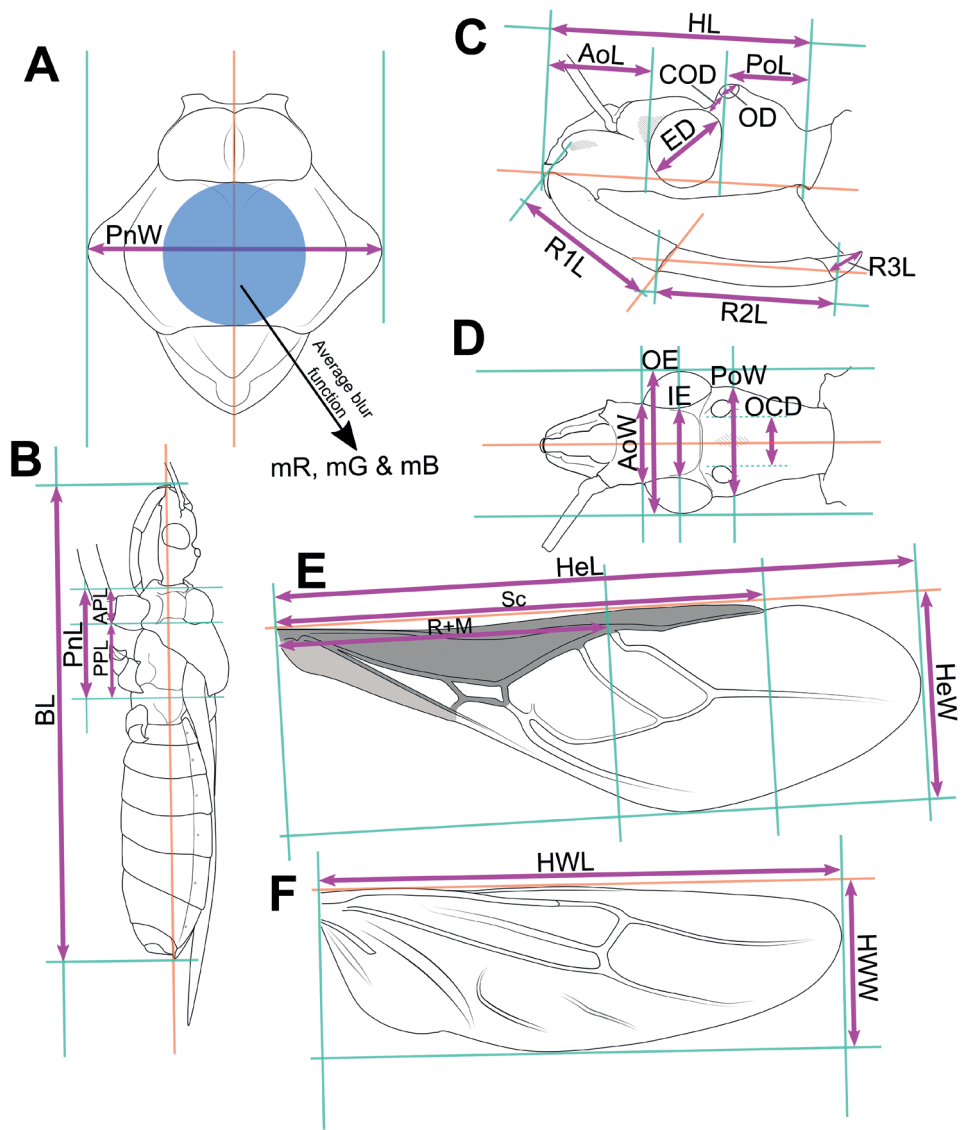 A
PnW
Average blur
function
mR, mG & mB
B
BL
PnL
APL
PPL
C
HL
AoL
PoL
COD
OD
ED
R1L
R2L
R3L
D
OE
IE
PoW
OCD
AoW
E
HeL
Sc
R+M
HeW
F
HWL
HWW